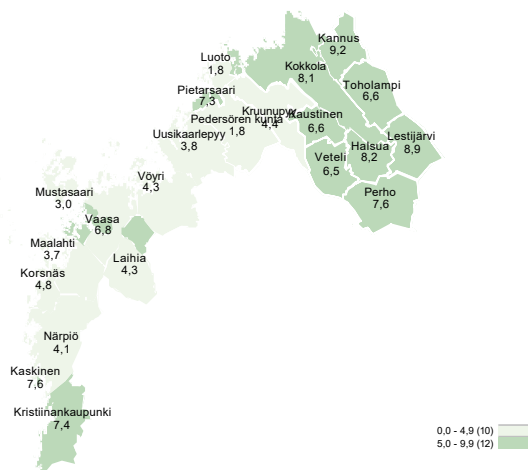 Kannus
9,2
Luoto
1,8
Kokkola
8,1
Toholampi
6,6
Pietarsaari
7,3
Kruunupyy
4,4
Kaustinen
6,6
Pedersören kunta
1,8
Uusikaarlepyy
3,8
Lestijärvi
8,9
Halsua
8,2
Veteli
6,5
Vöyri
4,3
Perho
7,6
Mustasaari
3,0
Vaasa
6,8
Maalahti
3,7
Laihia
4,3
Korsnäs
4,8
Närpiö
4,1
Kaskinen
7,6
Kristiinankaupunki
7,4
0,0 - 4,9 (10)
5,0 - 9,9 (12)